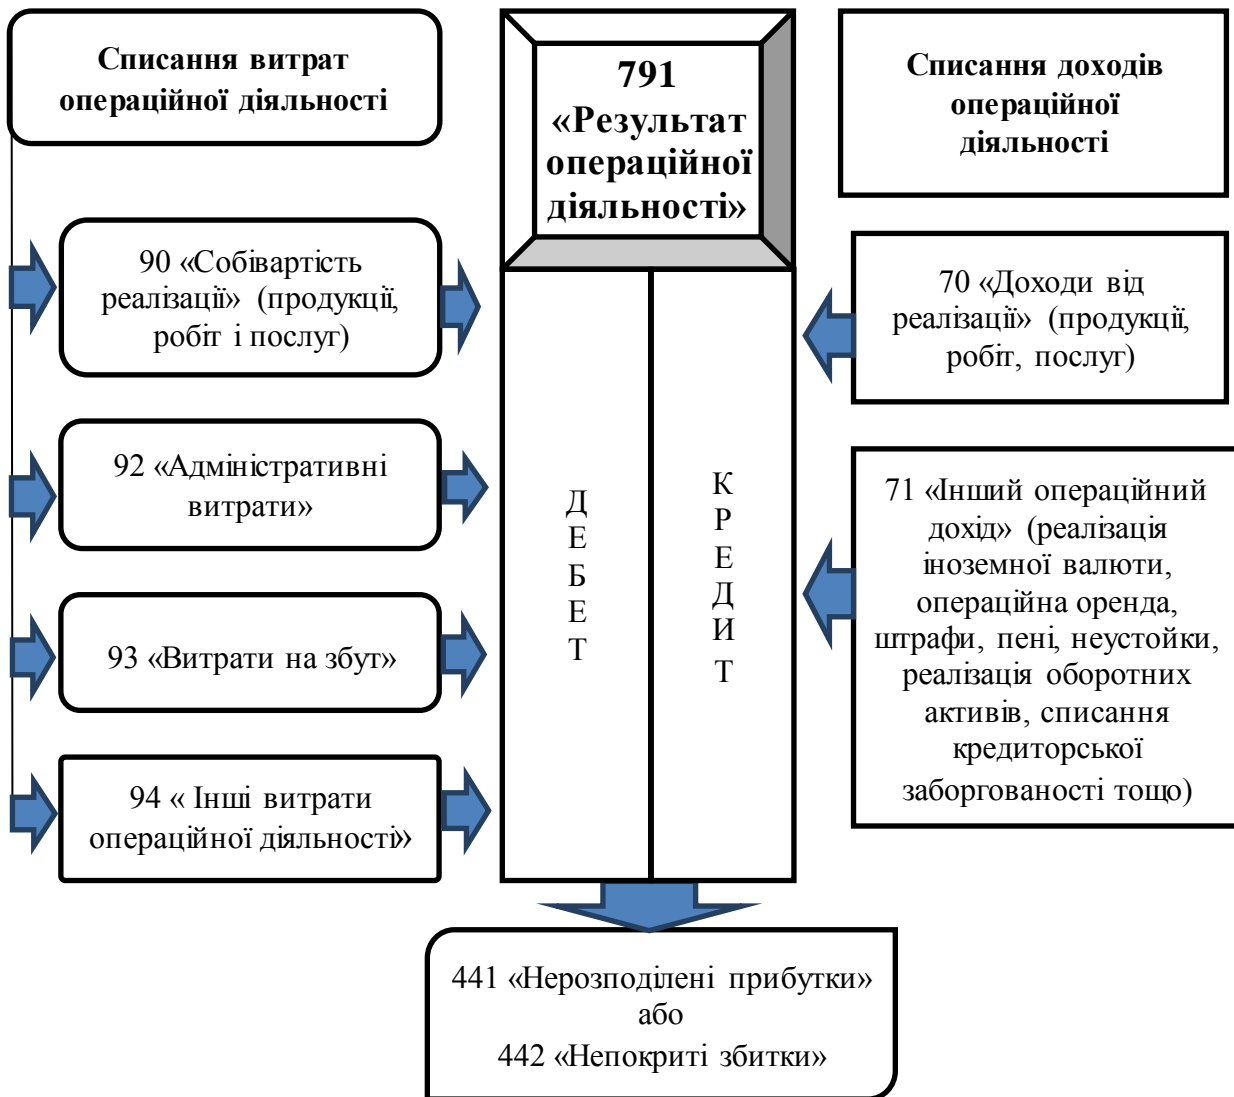 Списання витрат
операційної діяльності
791
«Результат
операційної
діяльності»
Списання доходів
операційної
діяльності
90 «Собівартість
реалізації» (продукції,
робіт і послуг)
92 «Адміністративні
витрати»
93 «Витрати на збут»
94 « Інші витрати
операційної діяльності»
ДЕБЕТ
КРЕДИТ
70 «Доходи від
реалізації» (продукції,
робіт, послуг)
71 «Інший операційний
дохід» (реалізація
іноземної валюти,
операційна оренда,
штрафи, пені, неустойки,
реалізація оборотних
активів, списання
кредиторської
заборгованості тощо)
441 «Нерозподілені прибутки»
або
442 «Непокриті збитки»